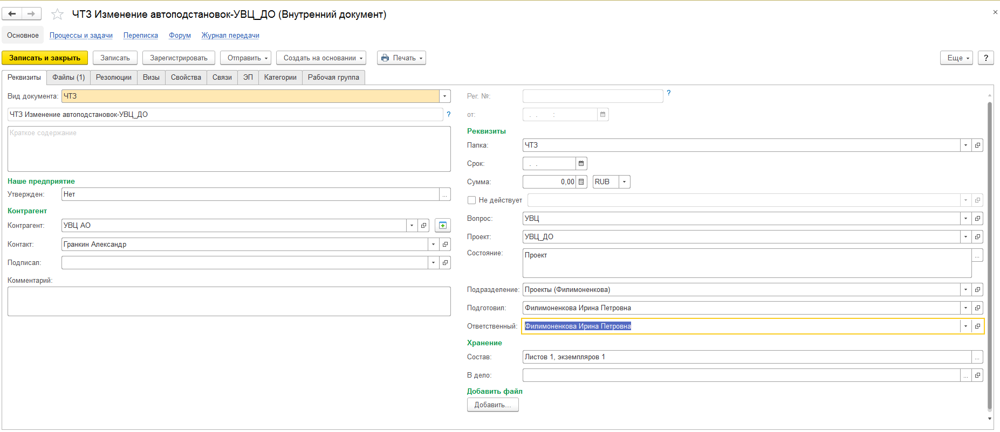 ЧТЗ Изменение автоподстановок-УВЦ_ДО (Внутренний документ)
Основное Процессы и задачи Переписка Форум Журнал передачи
Записать и закрыть Записать Зарегистрировать Отправить Создать на основании Печать Еще ?
Реквизиты Файлы (1) Резолюции Визы Свойства Связи ЭП Категории Рабочая группа
Вид документа: ЧТЗ
ЧТЗ Изменение автоподстановок-УВЦ_ДО ?
Краткое содержание
Наше предприятие
Утвержден: Нет ...
Контрагент
Контрагент: УВЦ АО
Контакт: Гранкин Александр
Подписал:
Комментарий:
Рег. №: ?
от: . . :
Реквизиты
Папка: ЧТЗ
Срок: . .
Сумма: 0,00 RUB
Не действует
Вопрос: УВЦ
Проект: УВЦ_ДО
Состояние: Проект ...
Подразделение: Проекты (Филимоненкова)
Подготовил: Филимоненкова Ирина Петровна
Ответственный: Филимоненкова Ирина Петровна
Хранение
Состав: Листов 1, экземпляров 1 ...
В дело: ...
Добавить файл
Добавить...